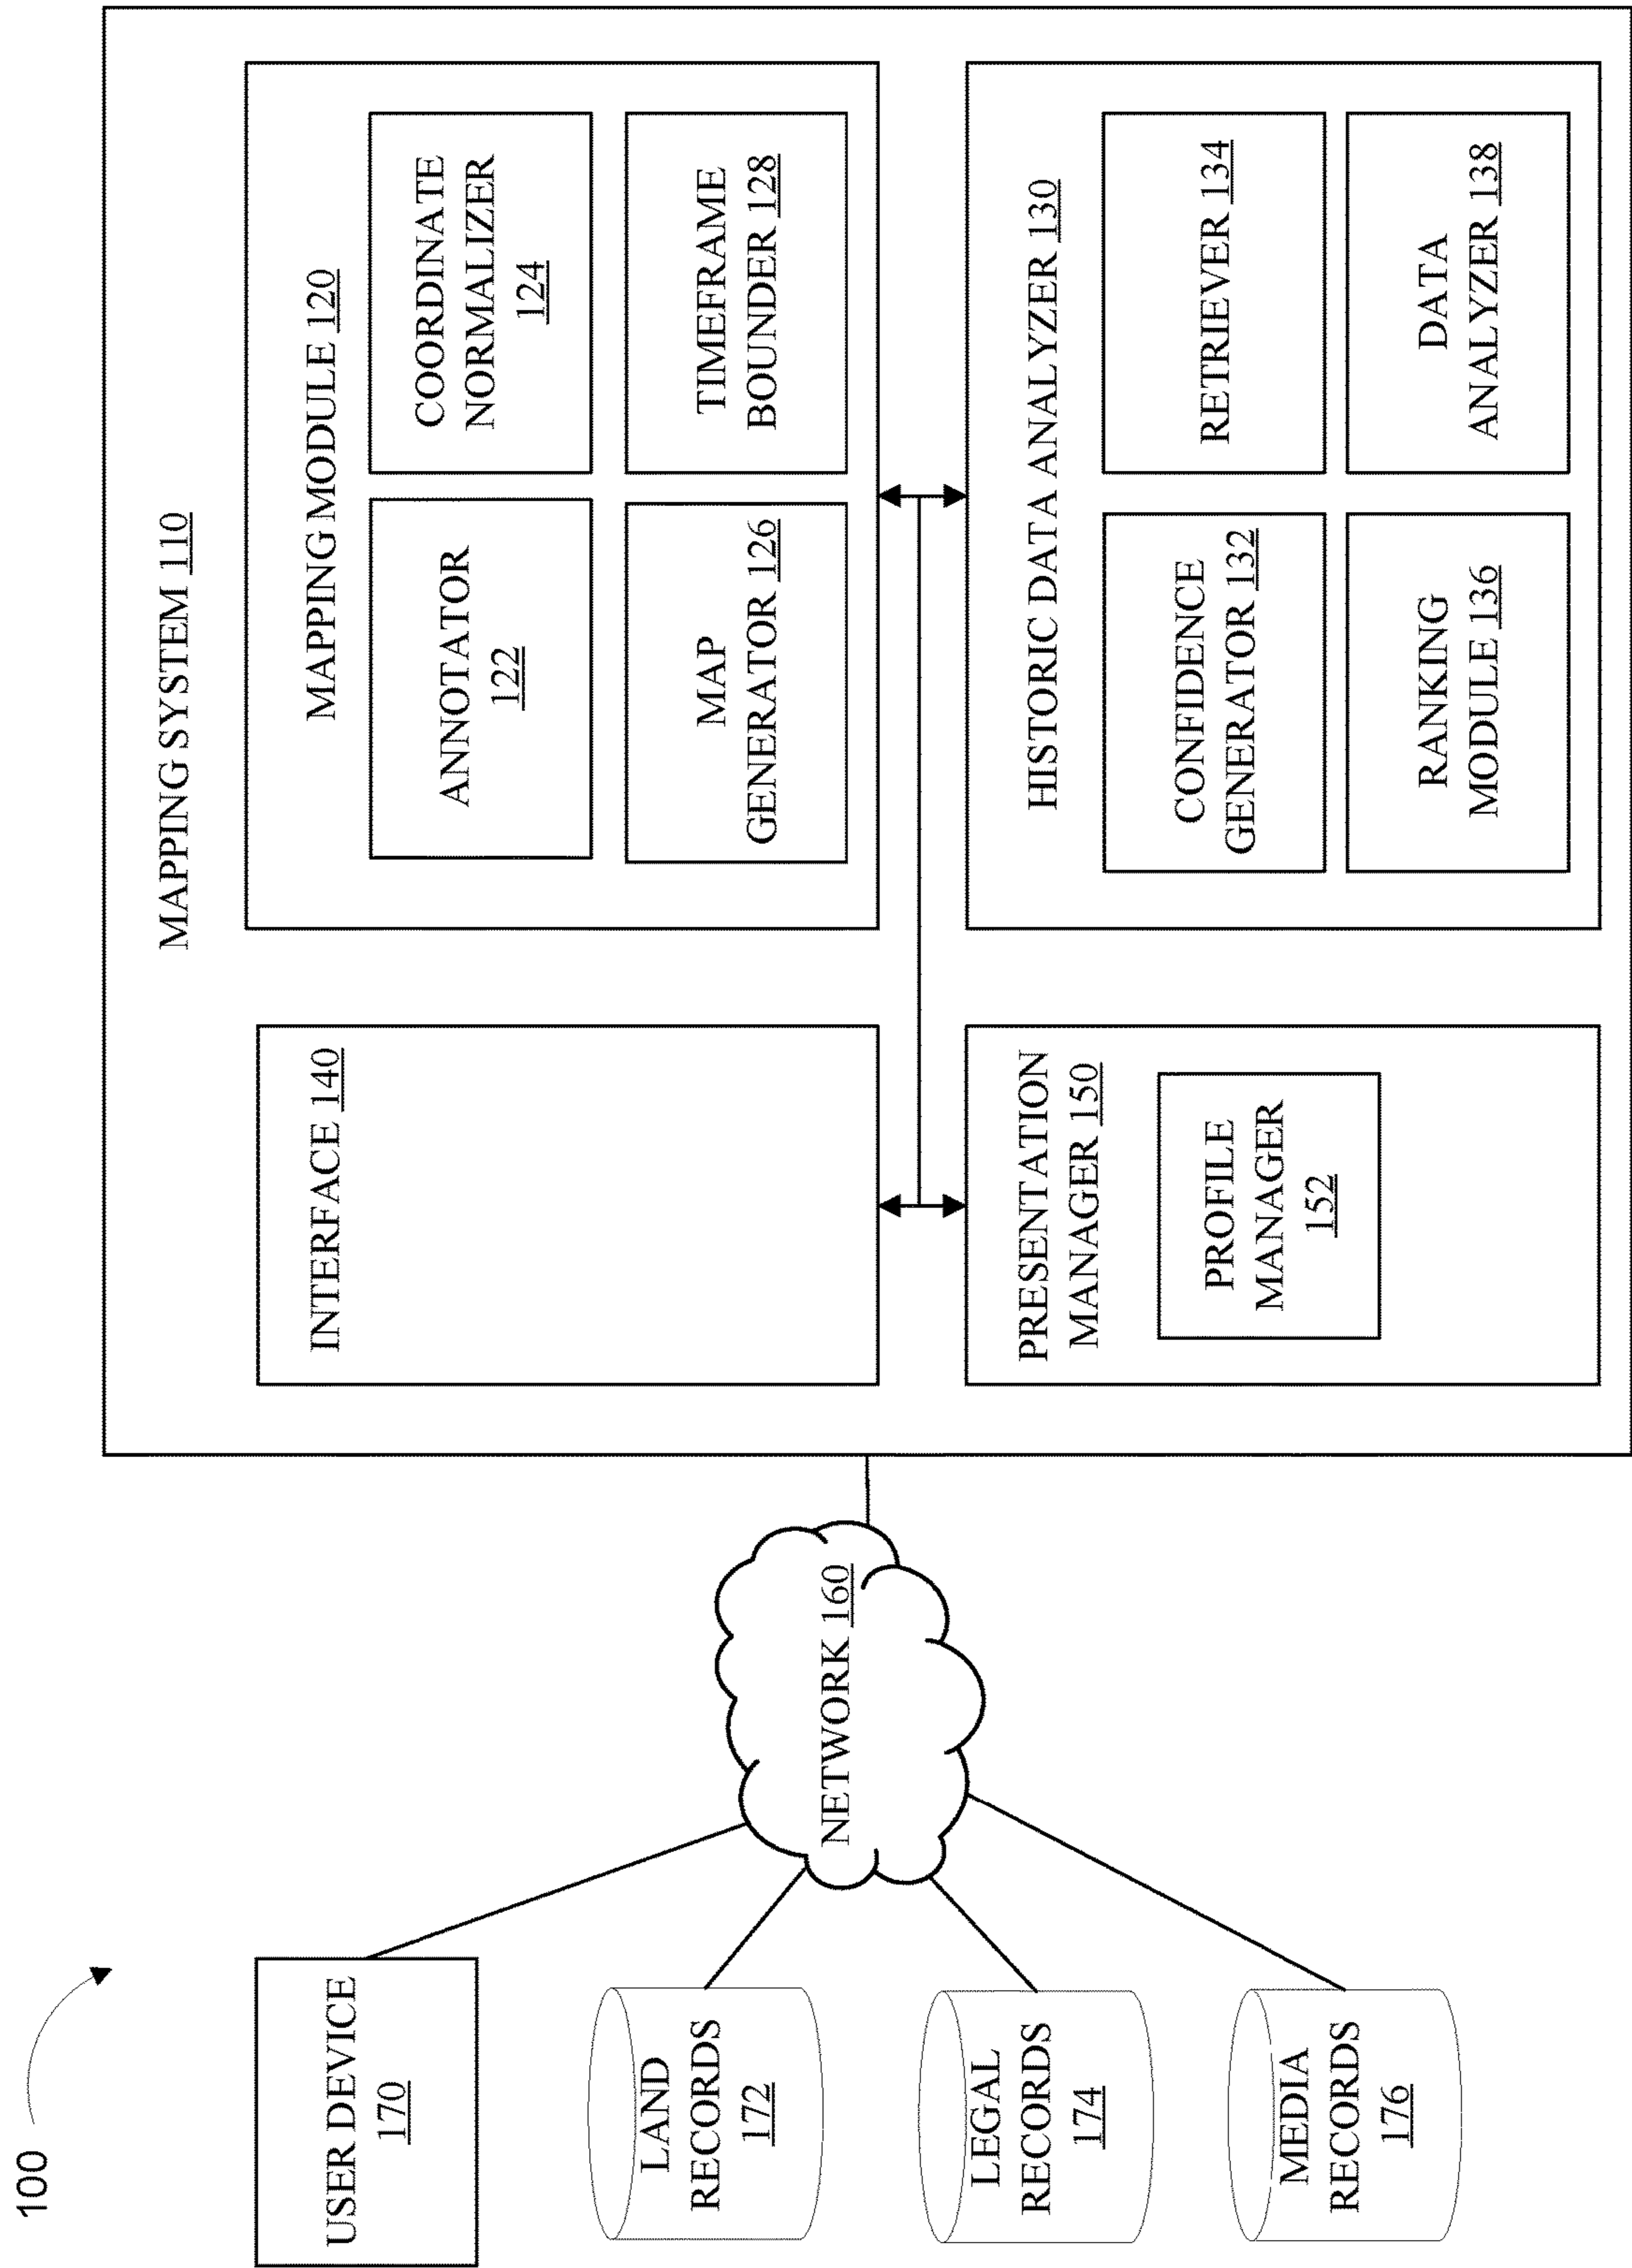 100
USER DEVICE
170
LAND
RECORDS
172
LEGAL
RECORDS
174
MEDIA
RECORDS
176
NETWORK 160
MAPPING SYSTEM 110
INTERFACE 140
PRESENTATION
MANAGER 150
PROFILE
MANAGER
152
MAPPING MODULE 120
ANNOTATOR
122
COORDINATE
NORMALIZER
124
MAP
GENERATOR 126
TIMEFRAME
BOUNDER 128
HISTORIC DATA ANALYZER 130
CONFIDENCE
GENERATOR 132
RETRIEVER 134
RANKING
MODULE 136
DATA
ANALYZER 138